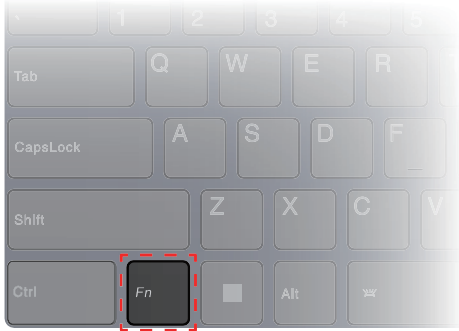 1 2 3 4 5
Tab Q W E R
CapsLock A S D F
Shift Z X C V
Ctrl Fn Alt